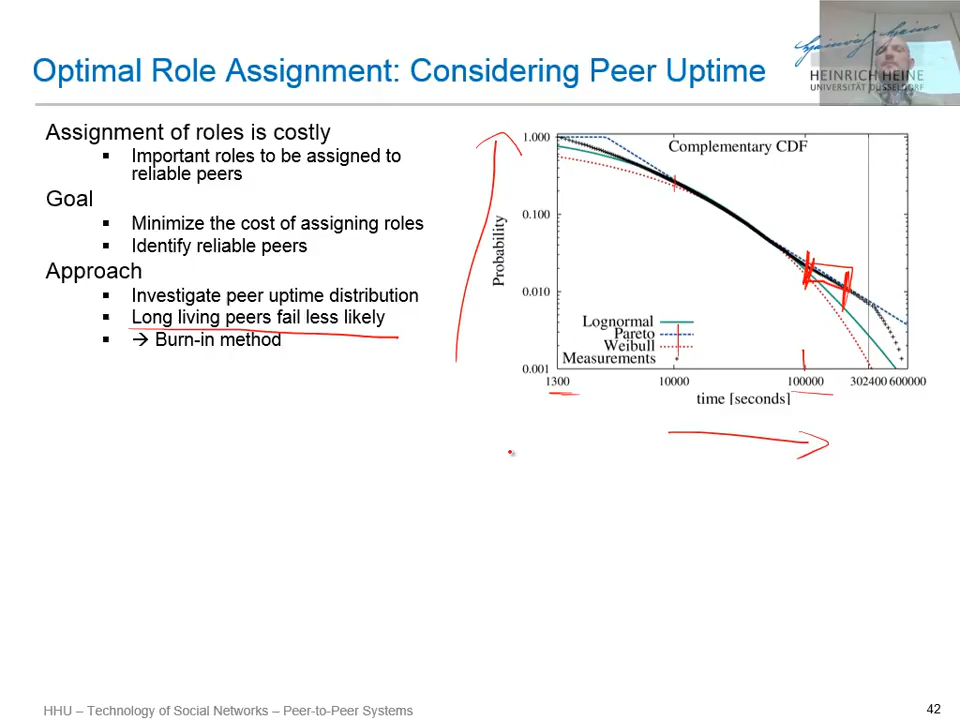 Optimal Role Assignment: Considering Peer Uptime
Heinrich Heine
HEINRICH HEINE
UNIVERSITÄT DÜSSELDORF
Assignment of roles is costly
▪ Important roles to be assigned to
reliable peers
Goal
▪ Minimize the cost of assigning roles
▪ Identify reliable peers
Approach
▪ Investigate peer uptime distribution
▪ Long living peers fail less likely
▪ → Burn-in method
Complementary CDF
Probability
1.000
0.100
0.010
0.001
Lognormal
Pareto
Weibull
Measurements
1300 10000 100000 302400 600000
time [seconds]
HHU – Technology of Social Networks – Peer-to-Peer Systems
42